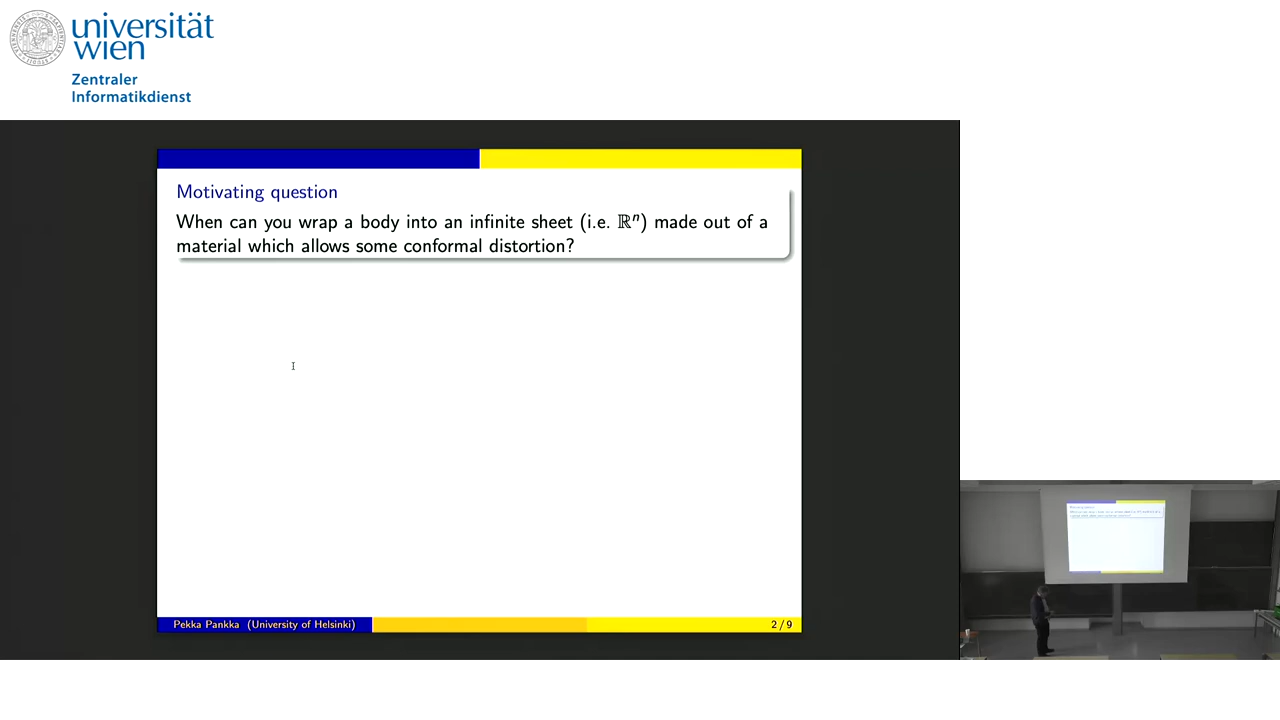 universität
wien
Zentraler
Informatikdienst
Motivating question
When can you wrap a body into an infinite sheet (i.e. ℝⁿ) made out of a
material which allows some conformal distortion?
Pekka Pankka (University of Helsinki)
2 / 9